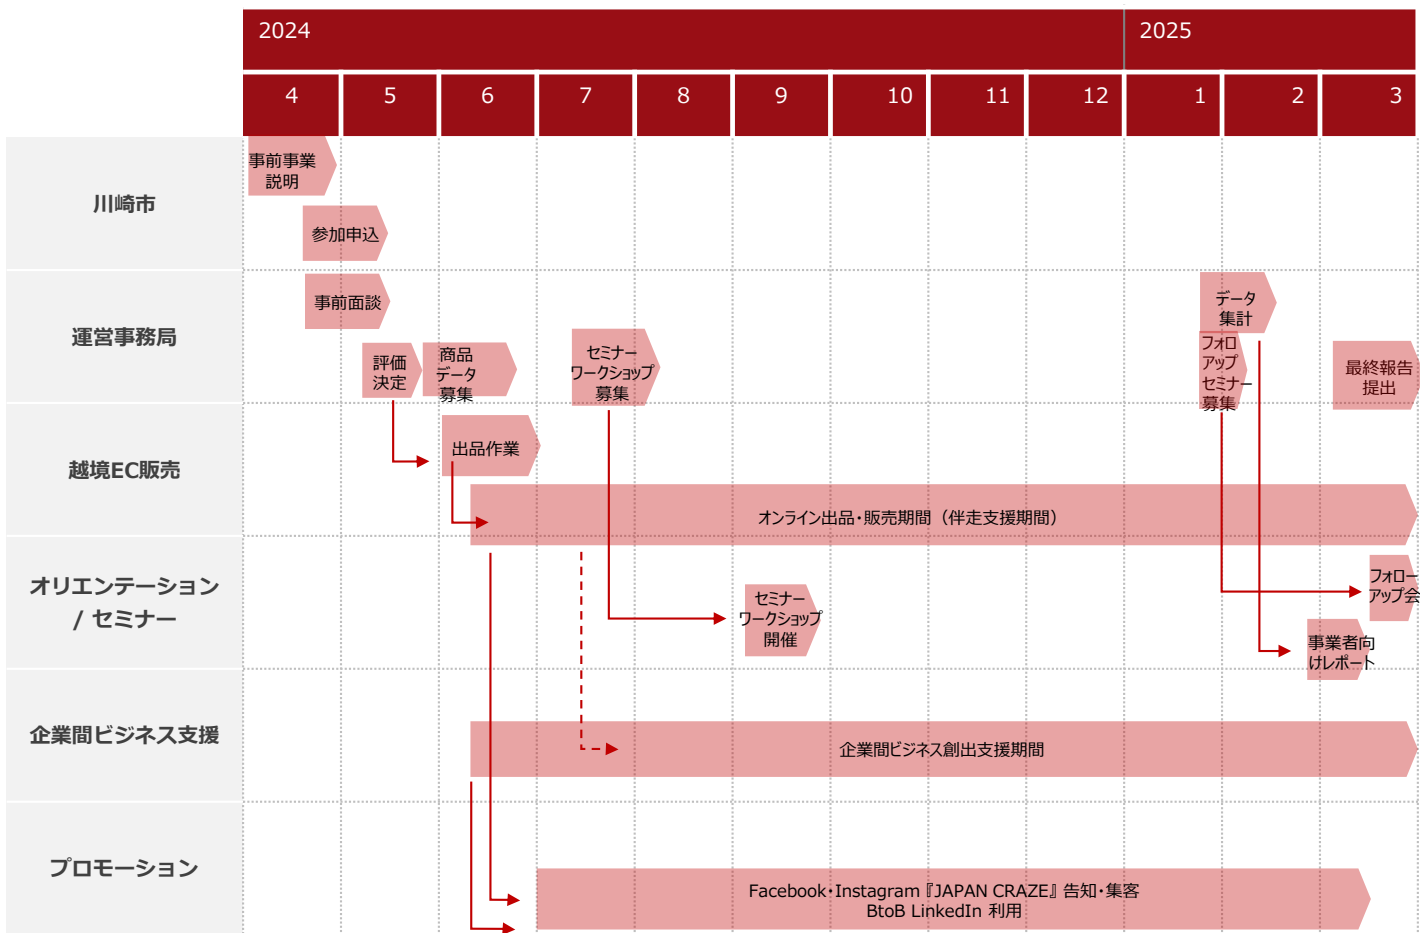 2024
2025
4
5
6
7
8
9
10
11
12
1
2
3
川崎市
事前事業
説明
参加申込
運営事務局
事前面談
評価
決定
商品
データ
募集
セミナー
ワークショップ
募集
データ
集計
フォロ
アップ
セミナー
募集
最終報告
提出
越境EC販売
出品作業
オンライン出品・販売期間（伴走支援期間）
オリエンテーション
/ セミナー
セミナー
ワークショップ
開催
フォロー
アップ会
事業者向
けレポート
企業間ビジネス支援
企業間ビジネス創出支援期間
プロモーション
Facebook・Instagram『JAPAN CRAZE』告知・集客
BtoB LinkedIn 利用